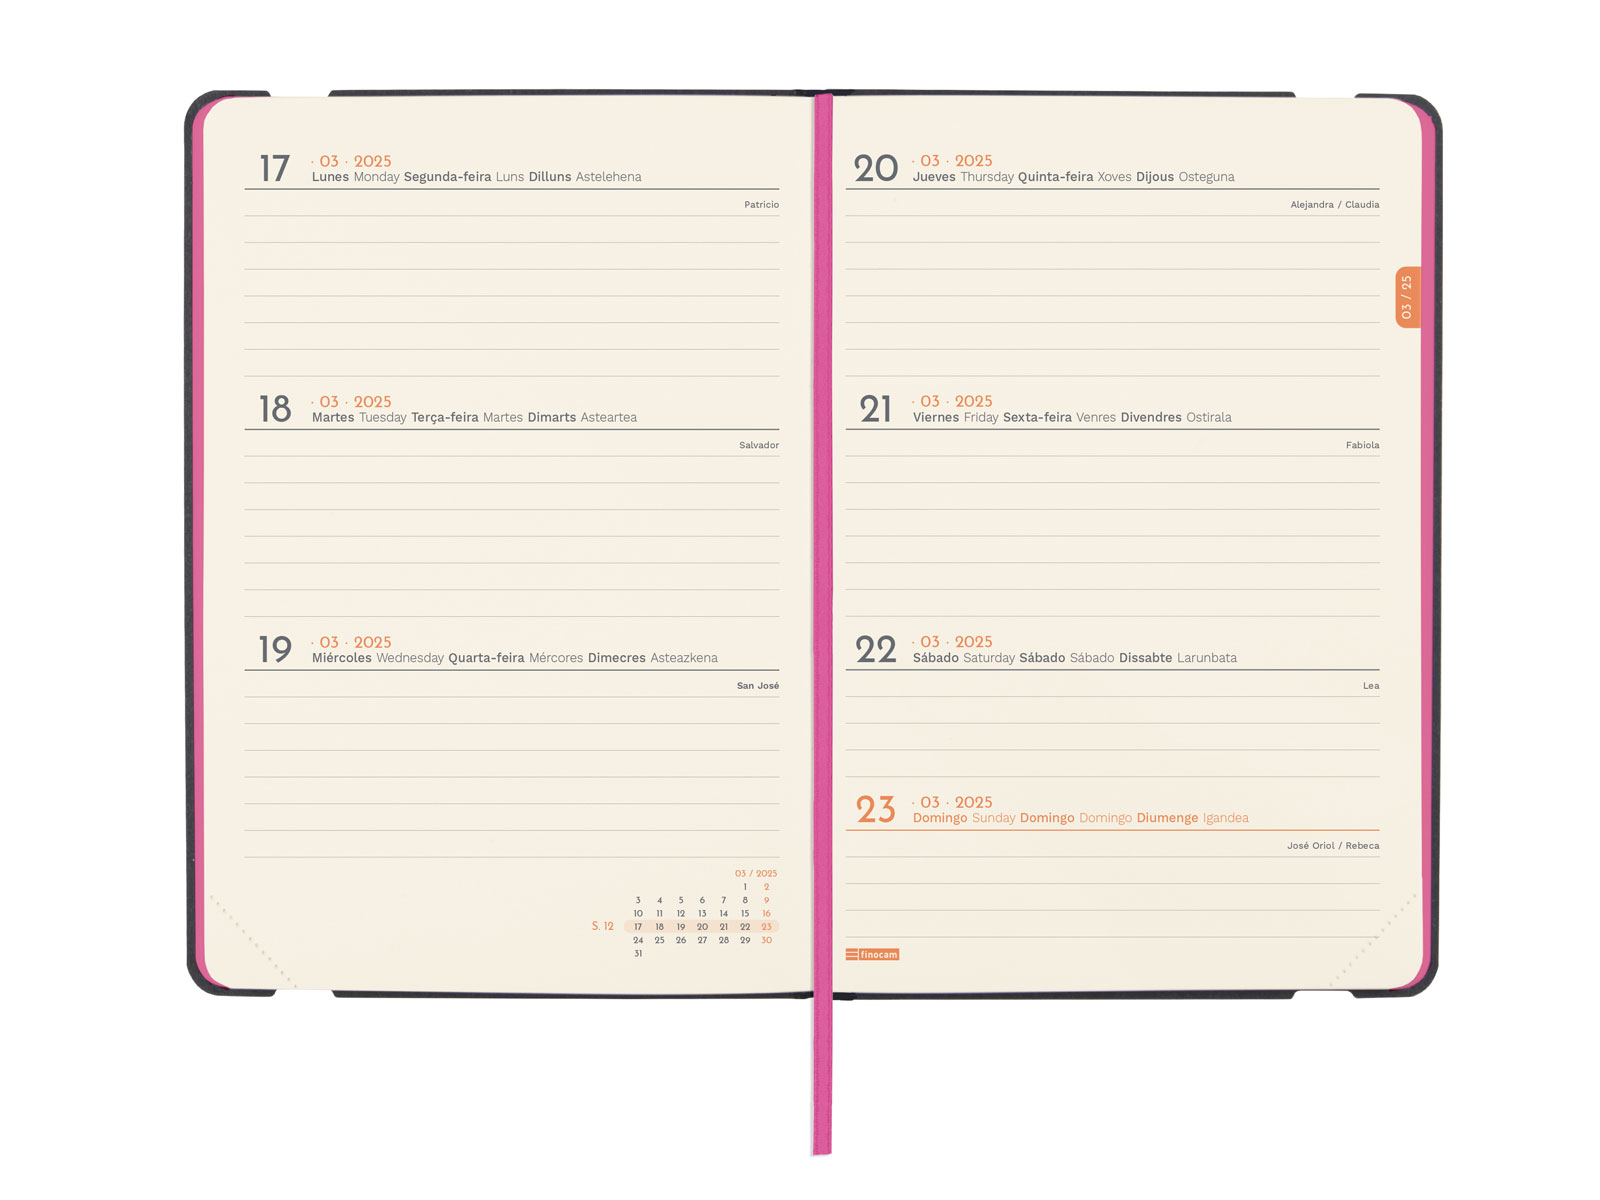 17 · 03 · 2025
Lunes Monday Segunda-feira Luns Dilluns Astelehena
Patricio
18 · 03 · 2025
Martes Tuesday Terça-feira Martes Dimarts Asteartea
Salvador
19 · 03 · 2025
Miércoles Wednesday Quarta-feira Mércores Dimecres Asteazkena
San José
03 / 2025
1 2
3 4 5 6 7 8 9
10 11 12 13 14 15 16
S. 12 17 18 19 20 21 22 23
24 25 26 27 28 29 30
31
20 · 03 · 2025
Jueves Thursday Quinta-feira Xoves Dijous Osteguna
Alejandra / Claudia
03 / 25
21 · 03 · 2025
Viernes Friday Sexta-feira Venres Divendres Ostirala
Fabiola
22 · 03 · 2025
Sábado Saturday Sábado Sábado Dissabte Larunbata
Lea
23 · 03 · 2025
Domingo Sunday Domingo Domingo Diumenge Igandea
José Oriol / Rebeca
finocam